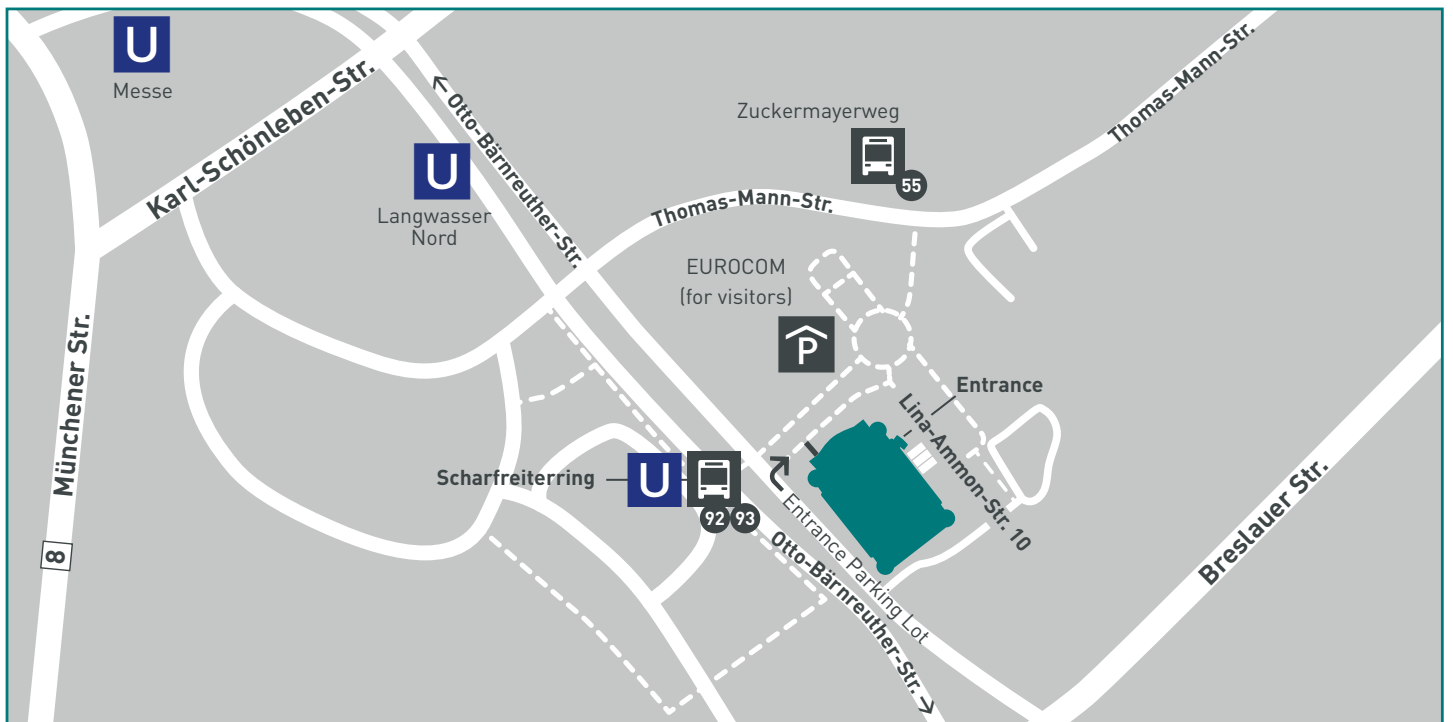 U
Messe
Karl-Schönleben-Str.
Otto-Bärnreuther-Str.
U
Langwasser
Nord
Zuckermayerweg
55
Thomas-Mann-Str.
Thomas-Mann-Str.
EUROCOM
(for visitors)
P
Entrance
Lina-Ammon-Str. 10
Münchener Str.
8
Scharfreiterring
U
92
93
Entrance Parking Lot
Otto-Bärnreuther-Str.
Breslauer Str.